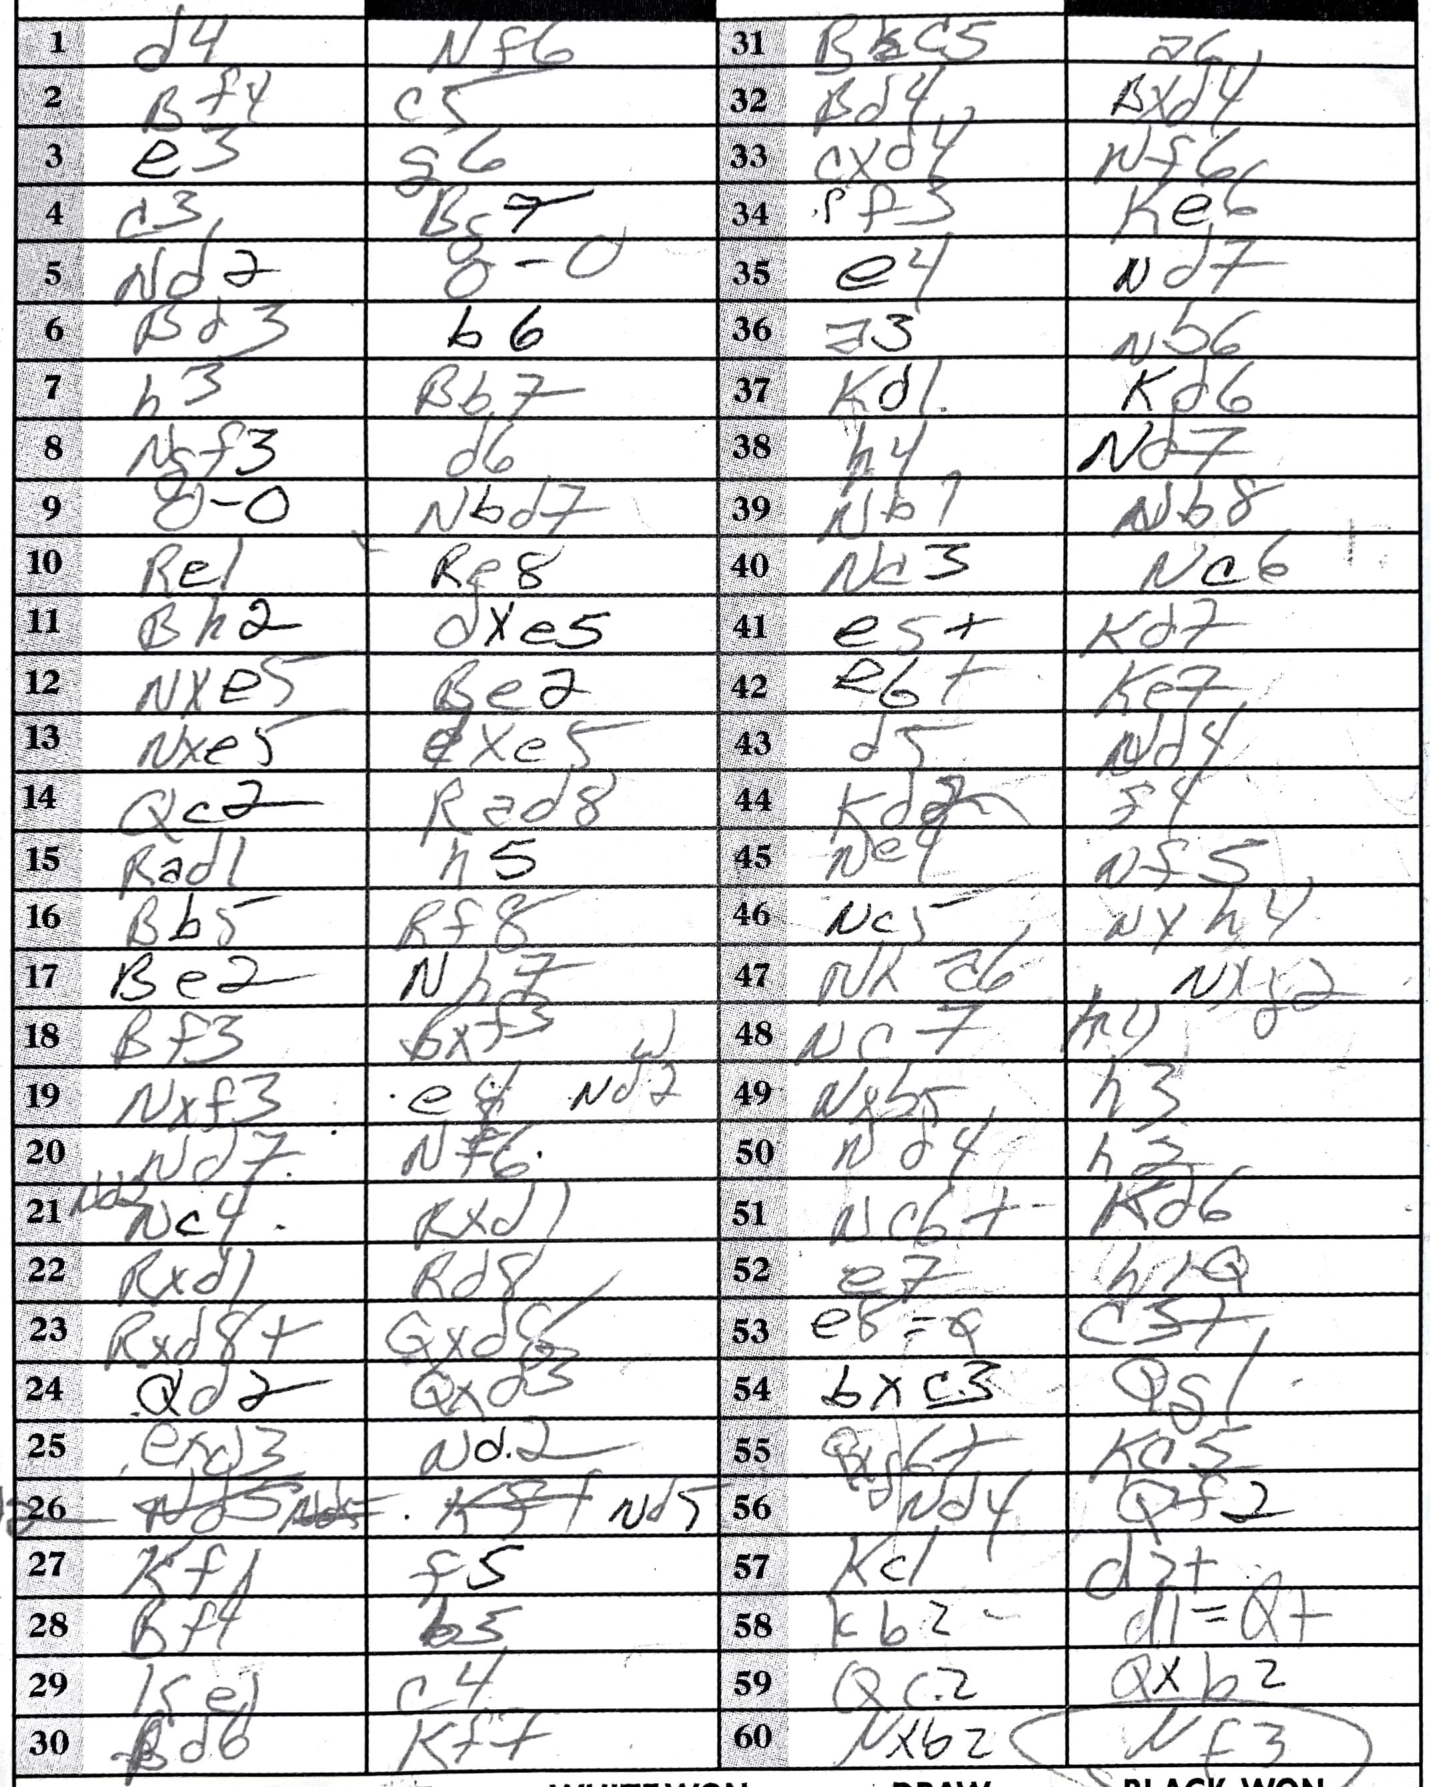 1 d4 Nf6 31 BxC5 a6
2 Bf4 c5 32 Bd4 Bxd4
3 e3 g6 33 cxd4 Nf6
4 c3 Bg7 34 f3 Ke6
5 Nd2 0-0 35 e4 Nd7
6 Bd3 b6 36 a3 Nb6
7 h3 Bb7 37 Kd1 Kd6
8 Ngf3 d6 38 h4 Nd7
9 0-0 Nbd7 39 Nb1 Nb8
10 Re1 Re8 40 Nc3 Nc6
11 Bh2 dxe5 41 e5+ Kd7
12 NXe5 Be2 42 e6+ Ke7
13 Nxe5 eXe5 43 d5 Nd4
14 Qc2 Rad8 44 Kd2 g4
15 Rad1 h5 45 Ne4 Nf5
16 Bb5 Rf8 46 Nc5 NXh4
17 Be2 Nh7 47 NXa6 NXg2
18 Bf3 bxf3 48 NC7 h4
19 Nxf3 e4 Nd2 49 Nxb5 h3
20 Nd7 Nf6 50 Nd4 h2
21 Nd2 Nc4 RXd1 51 Nc6+ Kd6
22 Rxd1 Rd8 52 e7 h1Q
23 Rxd8+ Qxd8 53 e8=Q C3+
24 Qd2 Qxd3 54 bxc3 Qg1
25 exd3 Nd2 55 Qxd6+ KC5
26 Nd5 56 Nd4 Qf2
27 Kf1 f5 57 Kc1 d2+
28 Bf4 b5 58 kb2 d1=Q+
29 Ke1 c4 59 QC2 QXb2
30 Bd6 Kf7 60 NXb2 Nf3
WHITE WON DRAW BLACK WON